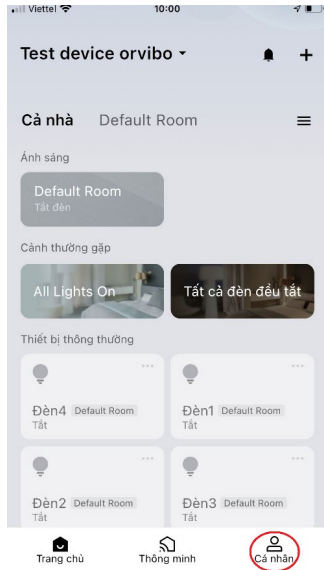 Viettel 10:00
Test device orvibo
Cả nhà Default Room
Ánh sáng
Default Room
Tắt đèn
Cảnh thường gặp
All Lights On Tất cả đèn đều tắt
Thiết bị thông thường
Đèn4 Default Room Đèn1 Default Room
Tắt Tắt
Đèn2 Default Room Đèn3 Default Room
Tắt Tắt
Trang chủ Thông minh Cá nhân